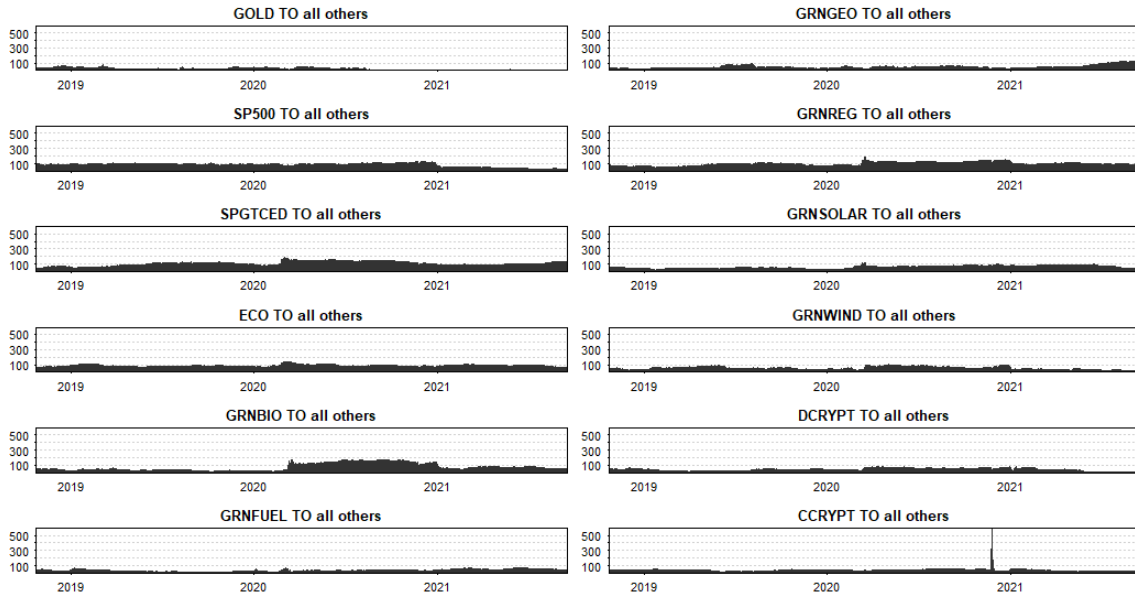 GOLD TO all others
500
300
100
2019 2020 2021
SP500 TO all others
500
300
100
2019 2020 2021
SPGTCED TO all others
500
300
100
2019 2020 2021
ECO TO all others
500
300
100
2019 2020 2021
GRNBIO TO all others
500
300
100
2019 2020 2021
GRNFUEL TO all others
500
300
100
2019 2020 2021
GRNGEO TO all others
500
300
100
2019 2020 2021
GRNREG TO all others
500
300
100
2019 2020 2021
GRNSOLAR TO all others
500
300
100
2019 2020 2021
GRNWIND TO all others
500
300
100
2019 2020 2021
DCRYPT TO all others
500
300
100
2019 2020 2021
CCRYPT TO all others
500
300
100
2019 2020 2021